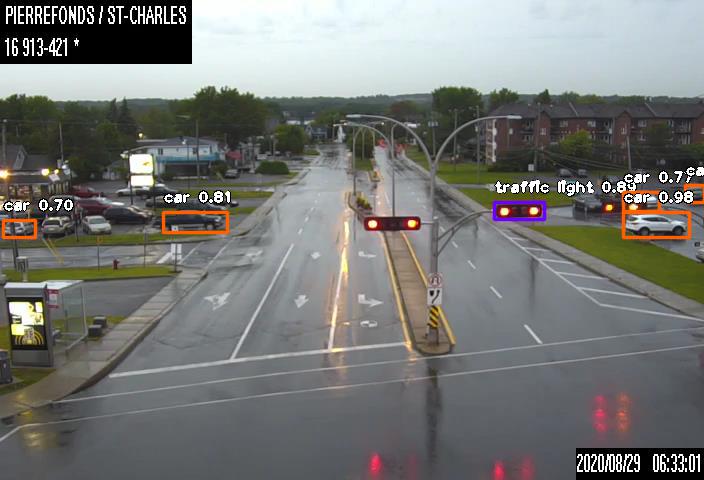 PIERREFONDS / ST-CHARLES
16 913-421 *
car 0.77
ca
traffic light 0.89
car 0.98
car 0.81
car 0.70
2020/08/29 06:33:01